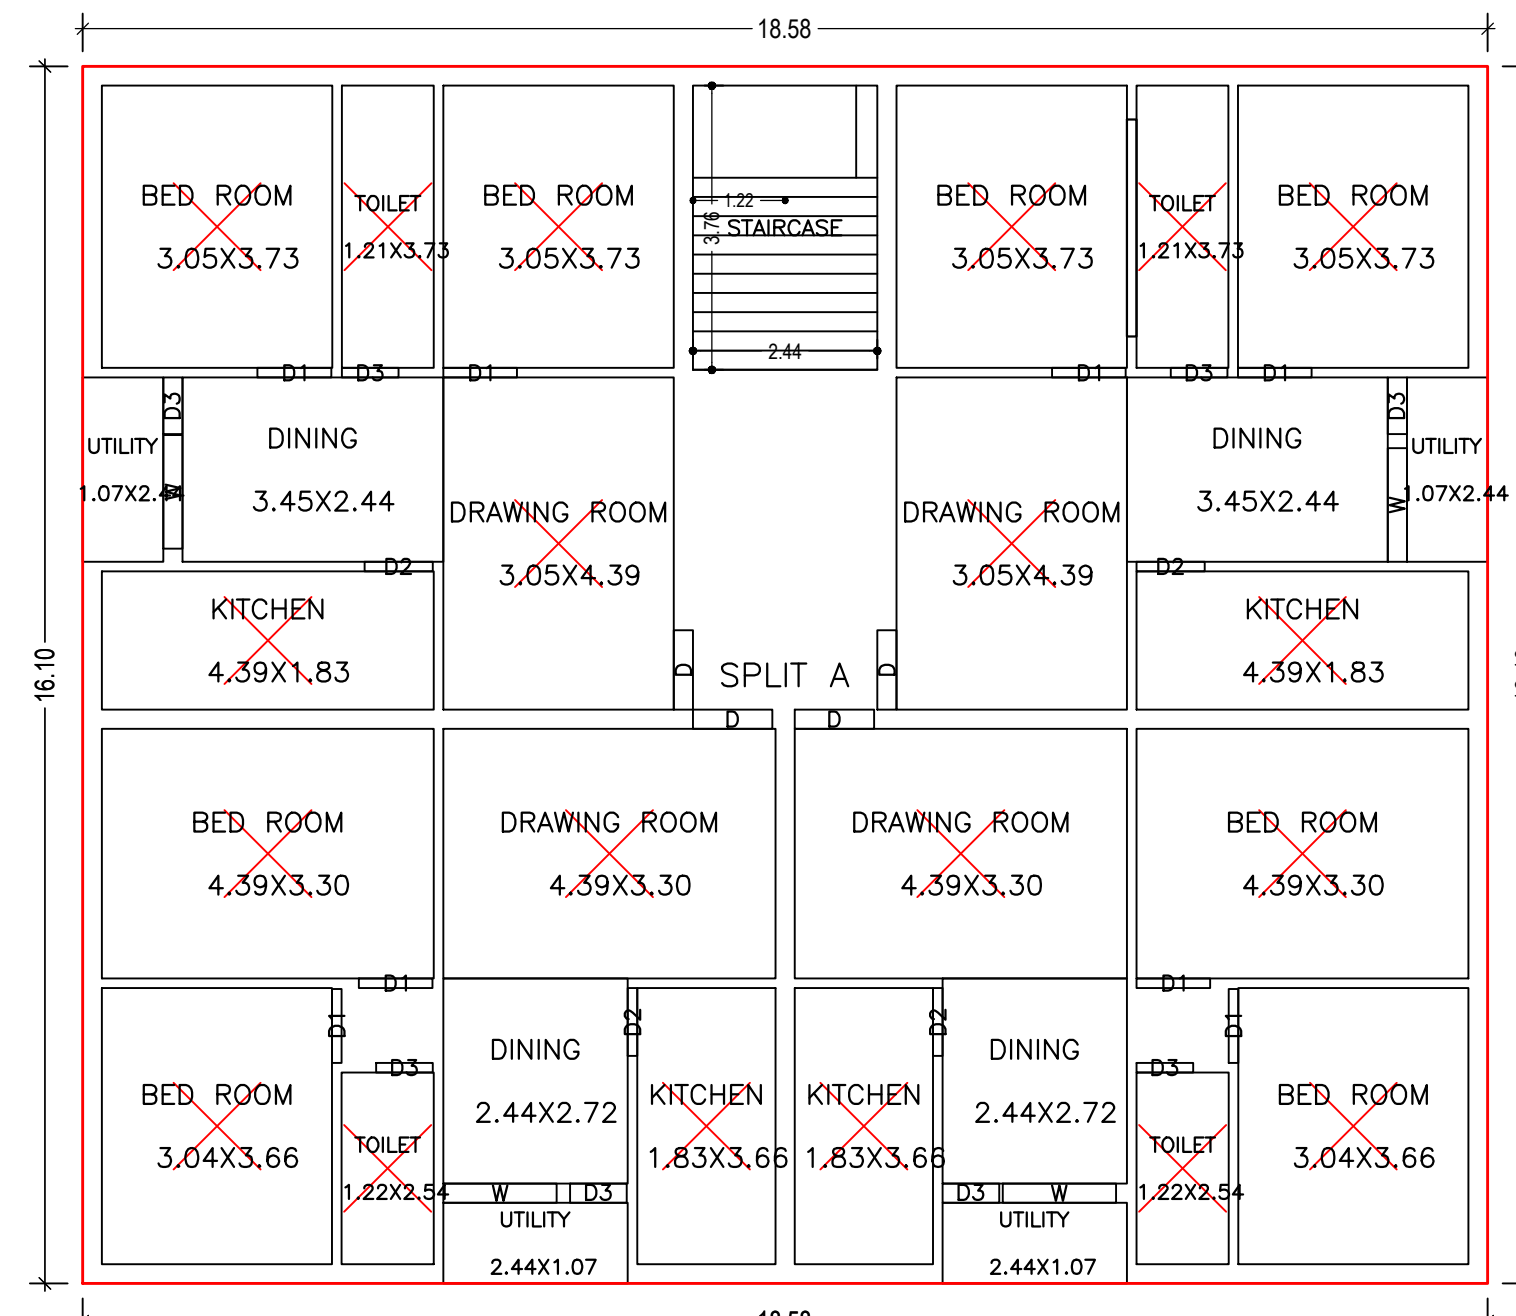 18.58
BED ROOM
3.05X3.73
TOILET
1.21X3.73
BED ROOM
3.05X3.73
1.22
3.76
STAIRCASE
2.44
BED ROOM
3.05X3.73
TOILET
1.21X3.73
BED ROOM
3.05X3.73
D1
D3
D1
D1
D3
D1
UTILITY
1.07X2.44
D3
W
DINING
3.45X2.44
DRAWING ROOM
3.05X4.39
DRAWING ROOM
3.05X4.39
DINING
3.45X2.44
D3
W
UTILITY
1.07X2.44
D2
D2
KITCHEN
4.39X1.83
KITCHEN
4.39X1.83
16.10
D
SPLIT A
D
D
D
BED ROOM
4.39X3.30
DRAWING ROOM
4.39X3.30
DRAWING ROOM
4.39X3.30
BED ROOM
4.39X3.30
D1
D1
D1
D2
D2
D1
D3
D3
BED ROOM
3.04X3.66
TOILET
1.22X2.54
DINING
2.44X2.72
KITCHEN
1.83X3.66
KITCHEN
1.83X3.66
DINING
2.44X2.72
TOILET
1.22X2.54
BED ROOM
3.04X3.66
W
D3
D3
W
UTILITY
2.44X1.07
UTILITY
2.44X1.07